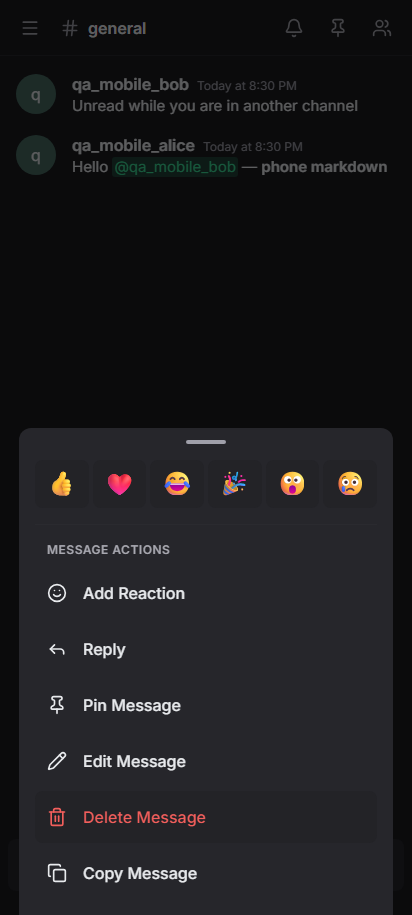 # general
q
qa_mobile_bob Today at 8:30 PM
Unread while you are in another channel
q
qa_mobile_alice Today at 8:30 PM
Hello @qa_mobile_bob — phone markdown
MESSAGE ACTIONS
Add Reaction
Reply
Pin Message
Edit Message
Delete Message
Copy Message